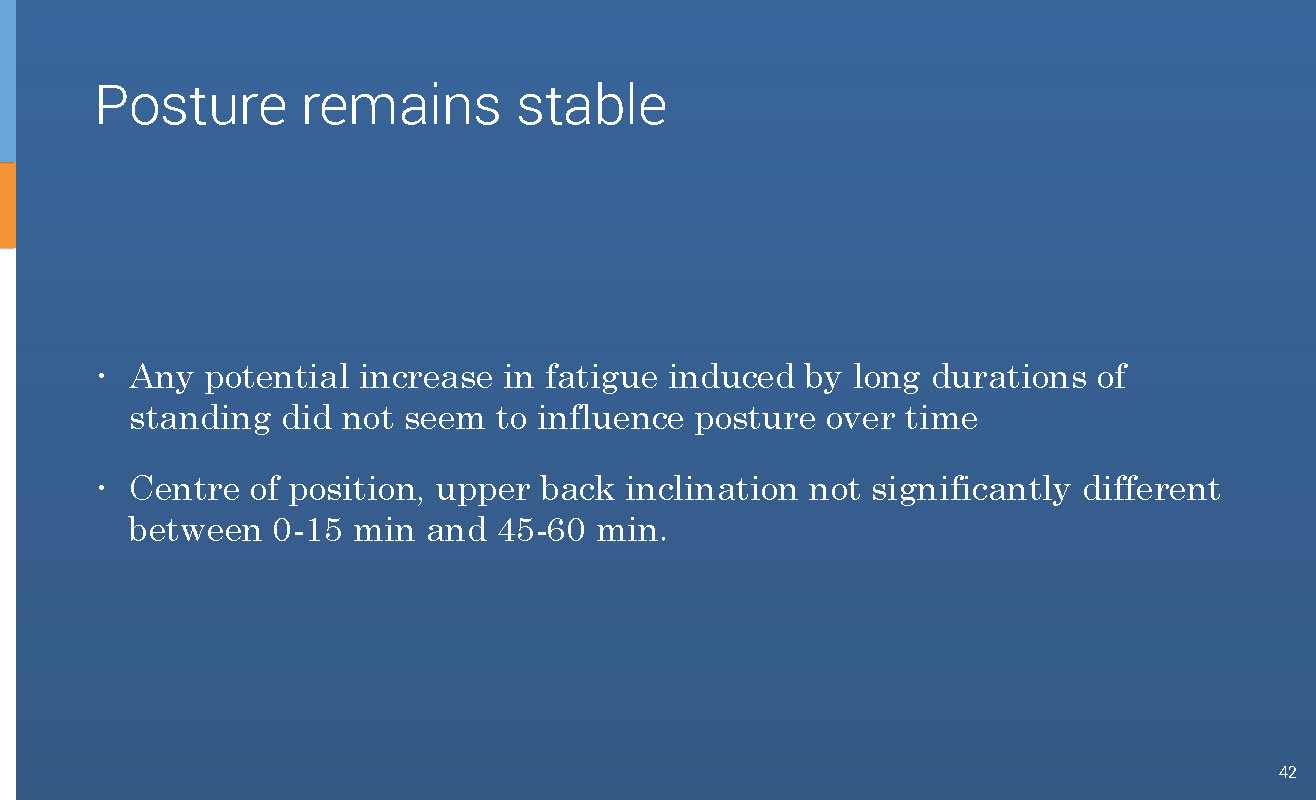 Posture remains stable
· Any potential increase in fatigue induced by long durations of
standing did not seem to influence posture over time
· Centre of position, upper back inclination not significantly different
between 0-15 min and 45-60 min.
42